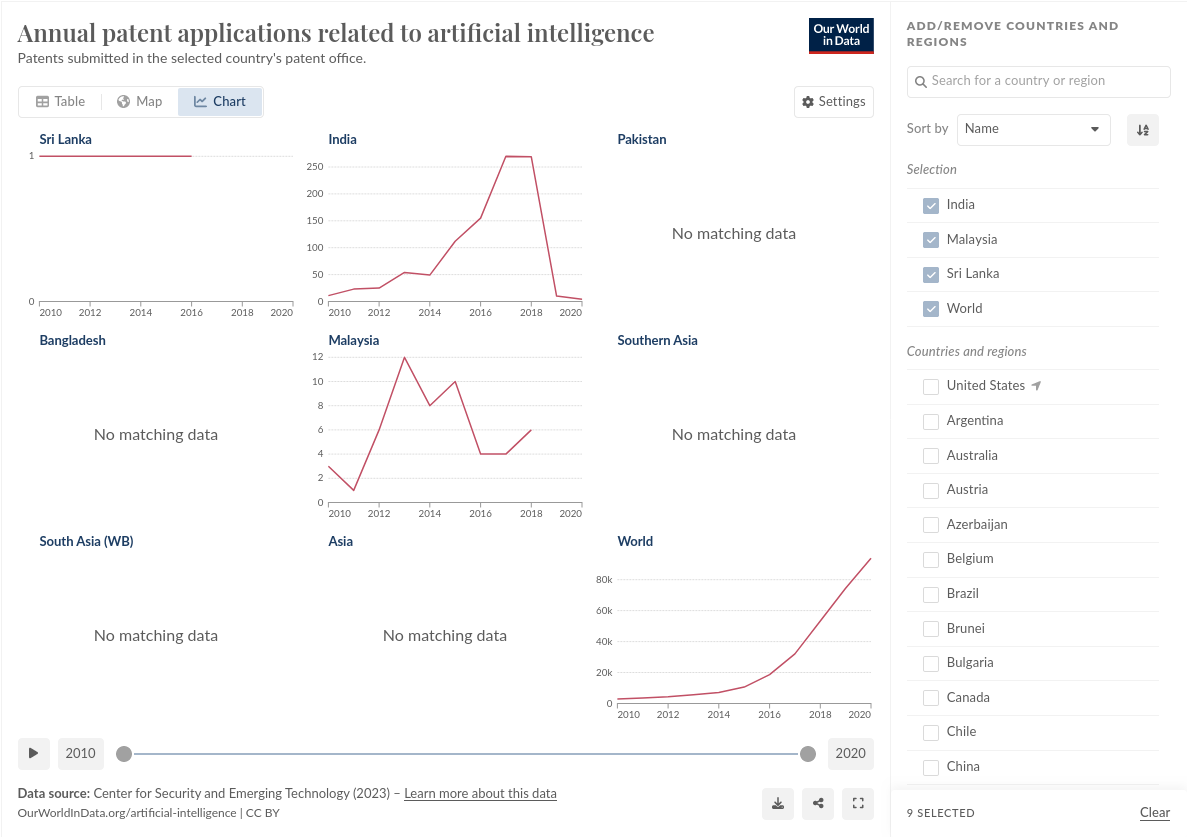 Annual patent applications related to artificial intelligence
Patents submitted in the selected country's patent office.
Our World
in Data
Table
Map
Chart
Settings
Sri Lanka
1
0
2010 2012 2014 2016 2018 2020
India
250
200
150
100
50
0
2010 2012 2014 2016 2018 2020
Pakistan
No matching data
Bangladesh
No matching data
Malaysia
12
10
8
6
4
2
0
2010 2012 2014 2016 2018 2020
Southern Asia
No matching data
South Asia (WB)
No matching data
Asia
No matching data
World
80k
60k
40k
20k
0
2010 2012 2014 2016 2018 2020
2010
2020
Data source: Center for Security and Emerging Technology (2023) – Learn more about this data
OurWorldInData.org/artificial-intelligence | CC BY
ADD/REMOVE COUNTRIES AND
REGIONS
Search for a country or region
Sort by
Name
Selection
India
Malaysia
Sri Lanka
World
Countries and regions
United States
Argentina
Australia
Austria
Azerbaijan
Belgium
Brazil
Brunei
Bulgaria
Canada
Chile
China
9 SELECTED
Clear